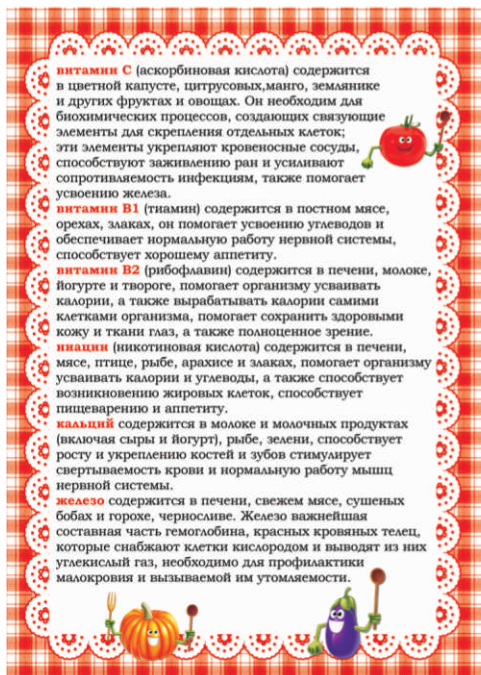 витамин С (аскорбиновая кислота) содержится
в цветной капусте, цитрусовых,манго, землянике
и других фруктах и овощах. Он необходим для
биохимических процессов, создающих связующие
элементы для скрепления отдельных клеток;
эти элементы укрепляют кровеносные сосуды,
способствуют заживлению ран и усиливают
сопротивляемость инфекциям, также помогает
усвоению железа.
витамин В1 (тиамин) содержится в постном мясе,
орехах, злаках, он помогает усвоению углеводов и
обеспечивает нормальную работу нервной системы,
способствует хорошему аппетиту.
витамин В2 (рибофлавин) содержится в печени, молоке,
йогурте и твороге, помогает организму усваивать
калории, а также вырабатывать калории самими
клетками организма, помогает сохранить здоровыми
кожу и ткани глаз, а также полноценное зрение.
ниацин (никотиновая кислота) содержится в печени,
мясе, птице, рыбе, арахисе и злаках, помогает организму
усваивать калории и углеводы, а также способствует
возникновению жировых клеток, способствует
пищеварению и аппетиту.
кальций содержится в молоке и молочных продуктах
(включая сыры и йогурт), рыбе, зелени, способствует
росту и укреплению костей и зубов стимулирует
свертываемость крови и нормальную работу мышц
нервной системы.
железо содержится в печени, свежем мясе, сушеных
бобах и горохе, черносливе. Железо важнейшая
составная часть гемоглобина, красных кровяных телец,
которые снабжают клетки кислородом и выводят из них
углекислый газ, необходимо для профилактики
малокровия и вызываемой им утомляемости.